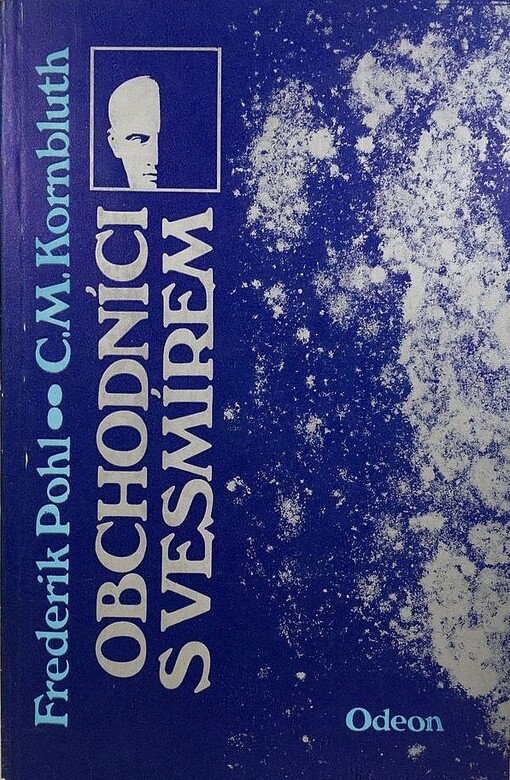 Frederik Pohl •• C.M. Kornbluth
OBCHODNÍCI
S VESMÍREM
Odeon